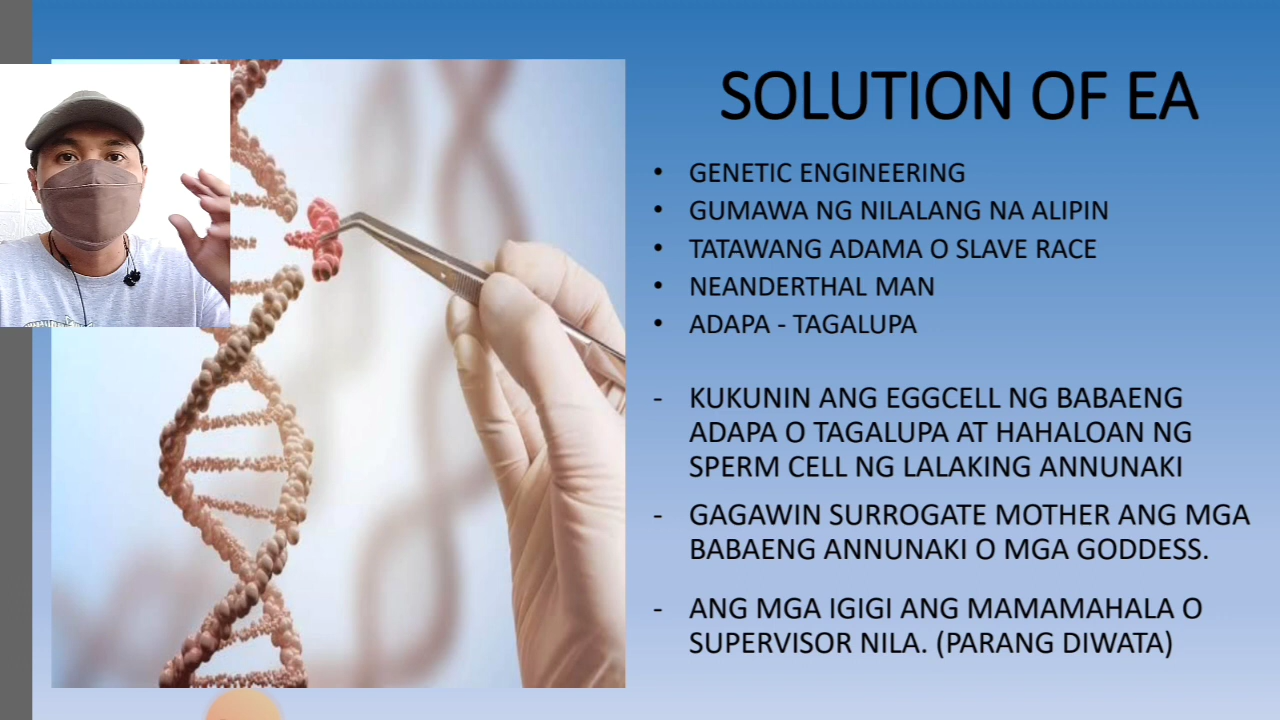 SOLUTION OF EA
• GENETIC ENGINEERING
• GUMAWA NG NILALANG NA ALIPIN
• TATAWANG ADAMA O SLAVE RACE
• NEANDERTHAL MAN
• ADAPA - TAGALUPA
- KUKUNIN ANG EGGCELL NG BABAENG
ADAPA O TAGALUPA AT HAHALOAN NG
SPERM CELL NG LALAKING ANNUNAKI
- GAGAWIN SURROGATE MOTHER ANG MGA
BABAENG ANNUNAKI O MGA GODDESS.
- ANG MGA IGIGI ANG MAMAMAHALA O
SUPERVISOR NILA. (PARANG DIWATA)